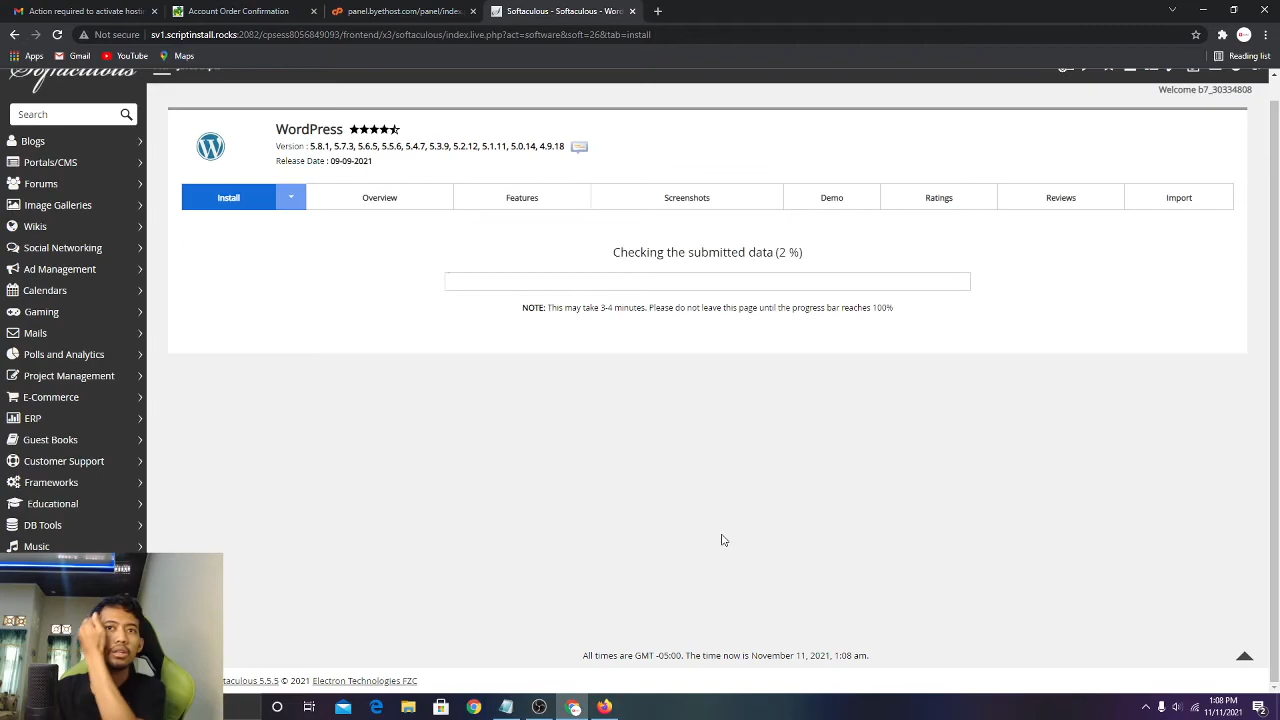 Action required to activate hosti
Account Order Confirmation
panel.byethost.com/panel/index
Softaculous - Softaculous - Wor
Not secure
sv1.scriptinstall.rocks:2082/cpsess8056849093/frontend/x3/softaculous/index.live.php?act=software&soft=26&tab=install
Apps
Gmail
YouTube
Maps
Reading list
Softaculous
Welcome b7_30334808
Search
Blogs
Portals/CMS
Forums
Image Galleries
Wikis
Social Networking
Ad Management
Calendars
Gaming
Mails
Polls and Analytics
Project Management
E-Commerce
ERP
Guest Books
Customer Support
Frameworks
Educational
DB Tools
Music
WordPress
Version : 5.8.1, 5.7.3, 5.6.5, 5.5.6, 5.4.7, 5.3.9, 5.2.12, 5.1.11, 5.0.14, 4.9.18
Release Date : 09-09-2021
Install
Overview
Features
Screenshots
Demo
Ratings
Reviews
Import
Checking the submitted data (2 %)
NOTE: This may take 3-4 minutes. Please do not leave this page until the progress bar reaches 100%
All times are GMT -05:00. The time now is November 11, 2021, 1:08 am.
taculous 5.5.3 © 2021 Electron Technologies FZC
1:08 PM
11/11/2021